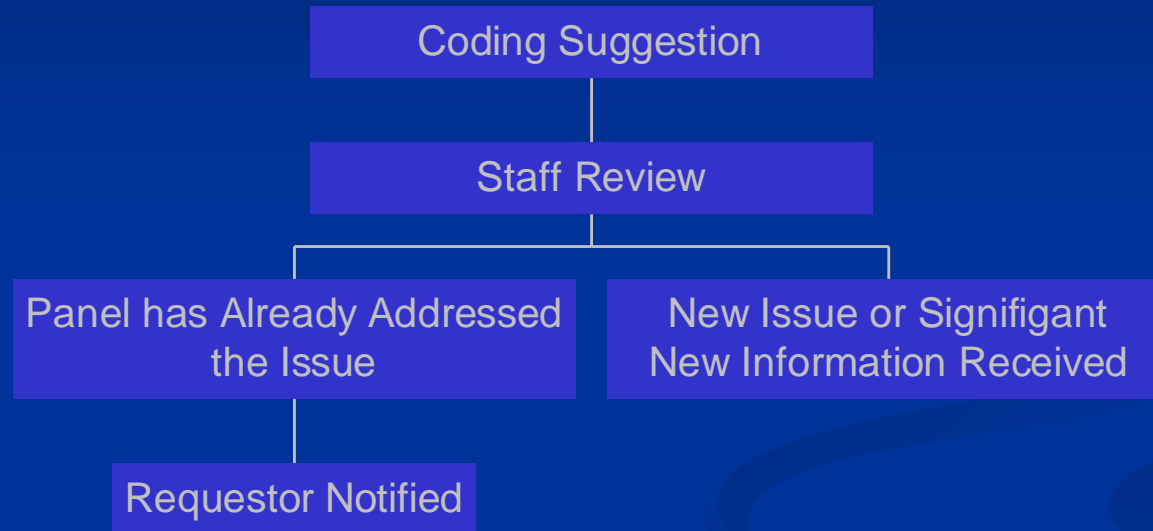 Coding Suggestion
Staff Review
Panel has Already Addressed
the Issue
New Issue or Signifigant
New Information Received
Requestor Notified